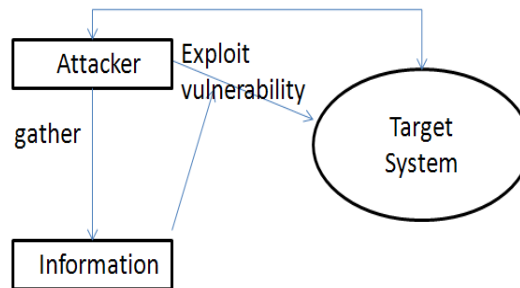 Attacker
Exploit
vulnerability
gather
Target
System
Information